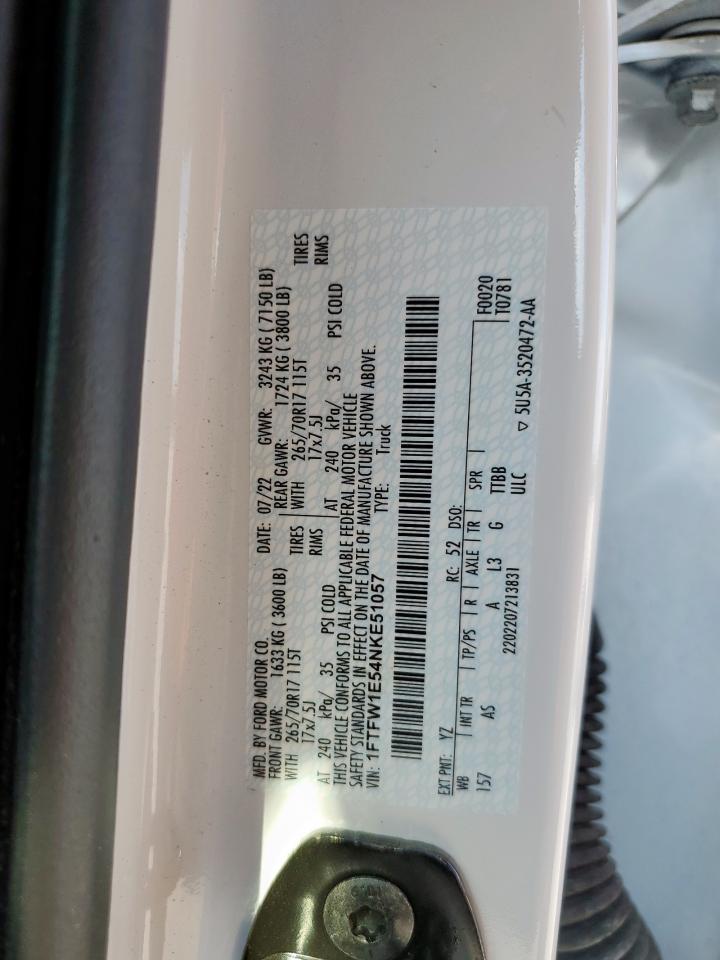 MFD. BY FORD MOTOR CO. DATE: 07/22 GVWR: 3243 KG ( 7150 LB)
FRONT GAWR: 1633 KG ( 3600 LB) REAR GAWR: 1724 KG ( 3800 LB)
WITH 265/70R17 115T TIRES WITH 265/70R17 115T TIRES
17x7.5J RIMS 17x7.5J RIMS
AT 240 kPa/ 35 PSI COLD AT 240 kPa/ 35 PSI COLD
THIS VEHICLE CONFORMS TO ALL APPLICABLE FEDERAL MOTOR VEHICLE
SAFETY STANDARDS IN EFFECT ON THE DATE OF MANUFACTURE SHOWN ABOVE.
VIN: 1FTFW1E54NKE51057 TYPE: Truck
EXT PNT: YZ RC: 52 DSO: F0020
WB INT TR TP/PS R AXLE TR SPR T0781
157 AS A L3 G TTBB
2202207213831 ULC ▽ 5U5A-3520472-AA